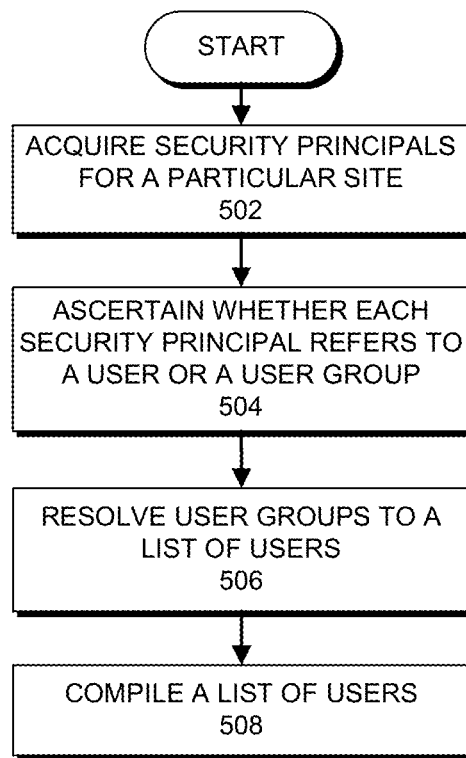 START
ACQUIRE SECURITY PRINCIPALS
FOR A PARTICULAR SITE
502
ASCERTAIN WHETHER EACH
SECURITY PRINCIPAL REFERS TO
A USER OR A USER GROUP
504
RESOLVE USER GROUPS TO A
LIST OF USERS
506
COMPILE A LIST OF USERS
508